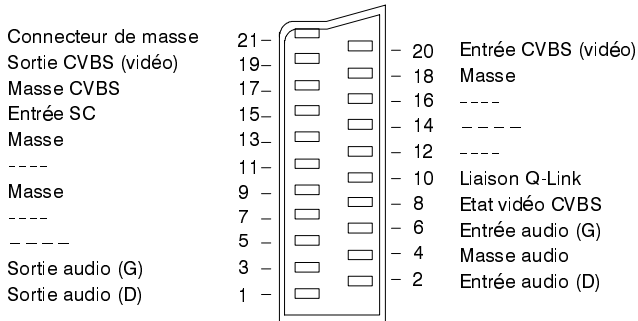 Connecteur de masse 21 –
Sortie CVBS (vidéo) 19 –
Masse CVBS 17 –
Entrée SC 15 –
Masse 13 –
---- 11 –
Masse 9 –
---- 7 –
– – – – 5 –
Sortie audio (G) 3 –
Sortie audio (D) 1 –
– 20 Entrée CVBS (vidéo)
– 18 Masse
– 16 ----
– 14 – – – –
– 12 ----
– 10 Liaison Q-Link
– 8 Etat vidéo CVBS
– 6 Entrée audio (G)
– 4 Masse audio
– 2 Entrée audio (D)